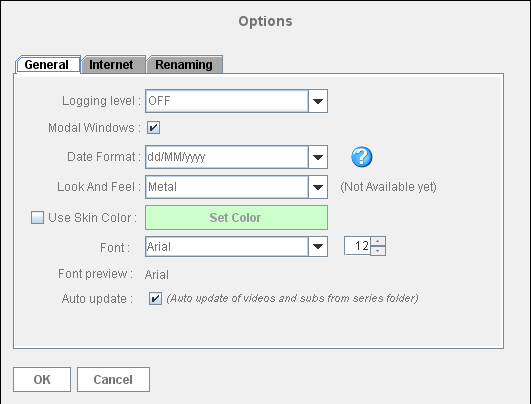 Options
General Internet Renaming
Logging level : OFF
Modal Windows :
Date Format : dd/MM/yyyy ?
Look And Feel : Metal (Not Available yet)
Use Skin Color : Set Color
Font : Arial 12
Font preview : Arial
Auto update : (Auto update of videos and subs from series folder)
OK Cancel